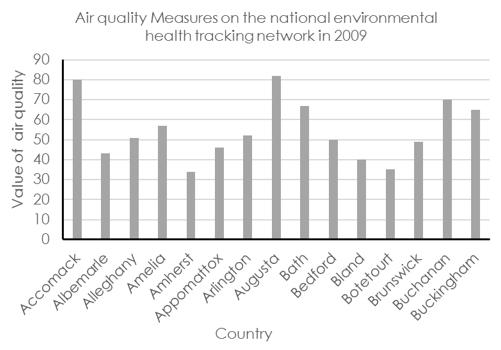 Air quality Measures on the national environmental
health tracking network in 2009
Value of air quality
90
80
70
60
50
40
30
20
10
0
Accomack
Albemarle
Alleghany
Amelia
Amherst
Appomattox
Arlington
Augusta
Bath
Bedford
Bland
Botetourt
Brunswick
Buchanan
Buckingham
Country